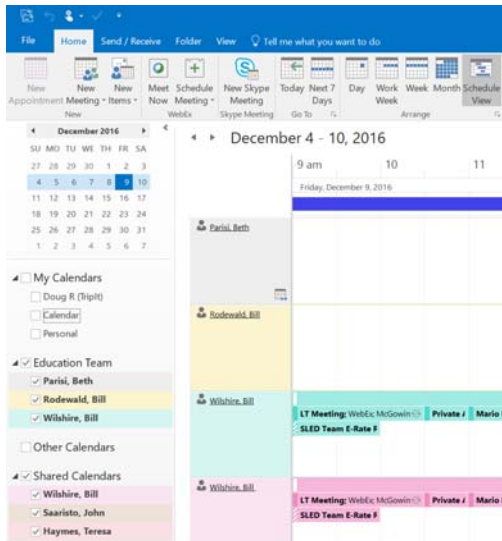 File Home Send / Receive Folder View Tell me what you want to do
New Appointment
New Meeting
New Items
Meet Now
Schedule Meeting
New Skype Meeting
Today
Next 7 Days
Day
Work Week
Week
Month
Schedule View
New WebEx Skype Meeting Go To Arrange
December 2016
SU MO TU WE TH FR SA
27 28 29 30 1 2 3
4 5 6 7 8 9 10
11 12 13 14 15 16 17
18 19 20 21 22 23 24
25 26 27 28 29 30 31
1 2 3 4 5 6 7
My Calendars
Doug R (TripIt)
Calendar
Personal
Education Team
Parisi, Beth
Rodewald, Bill
Wilshire, Bill
Other Calendars
Shared Calendars
Wilshire, Bill
Saaristo, John
Haymes, Teresa
December 4 - 10, 2016
9 am 10 11
Friday, December 9, 2016
Parisi, Beth
Rodewald, Bill
Wilshire, Bill
LT Meeting; WebEx; McGowin Private Mario
SLED Team E-Rate
Wilshire, Bill
LT Meeting; WebEx; McGowin Private Mario
SLED Team E-Rate